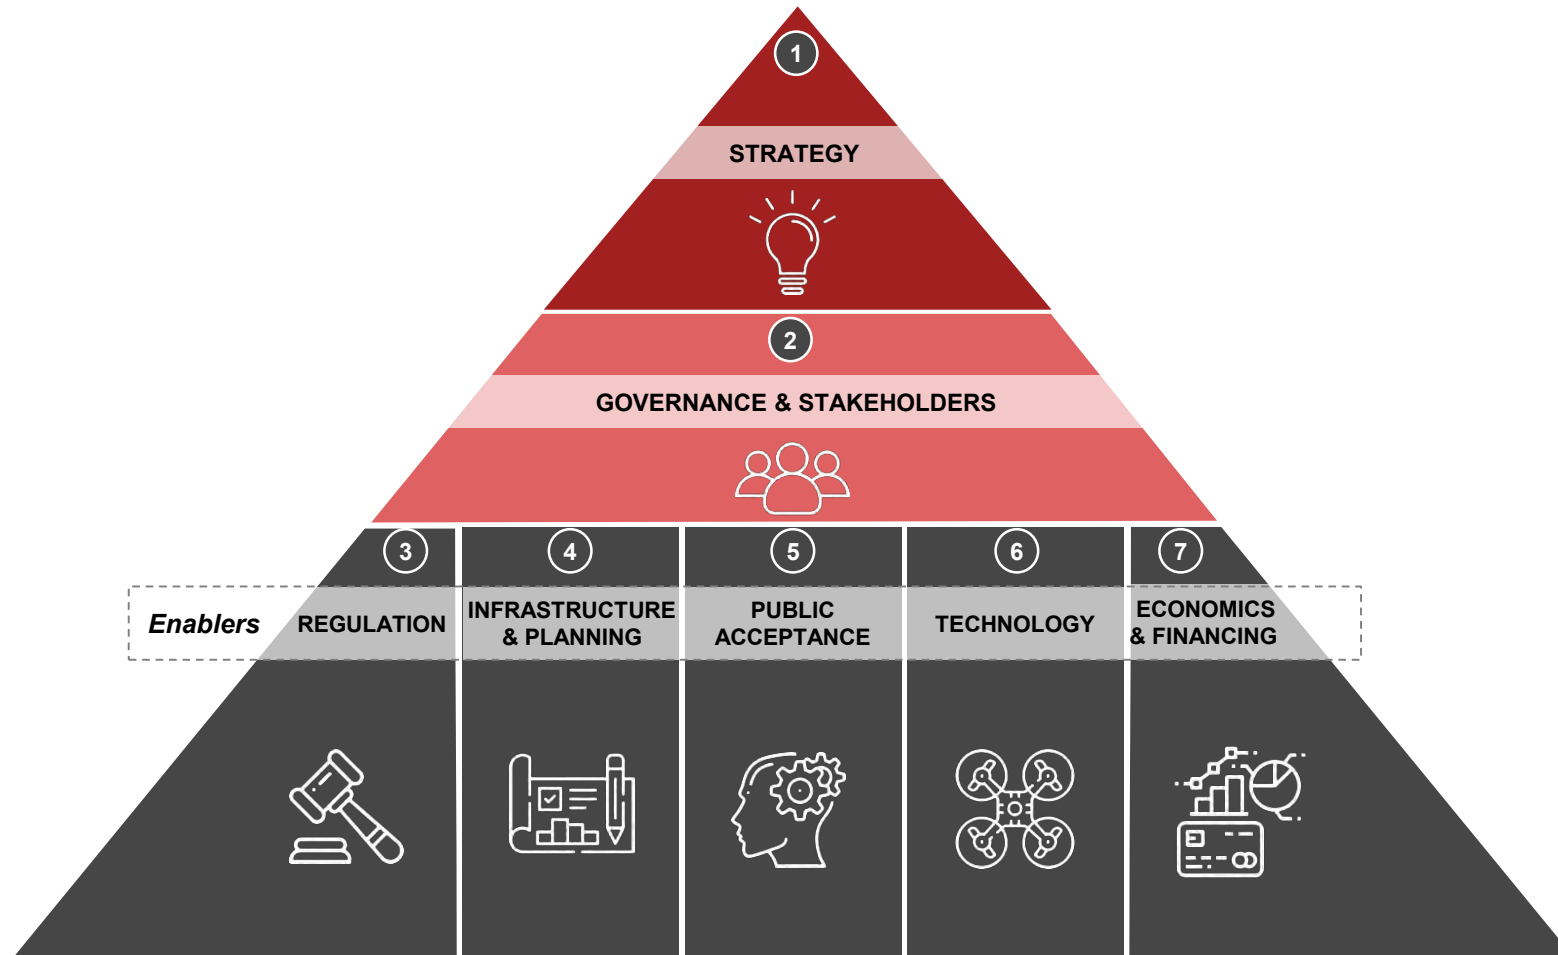 1
STRATEGY
2
GOVERNANCE & STAKEHOLDERS
3
4
5
6
7
Enablers
REGULATION
INFRASTRUCTURE
& PLANNING
PUBLIC
ACCEPTANCE
TECHNOLOGY
ECONOMICS
& FINANCING